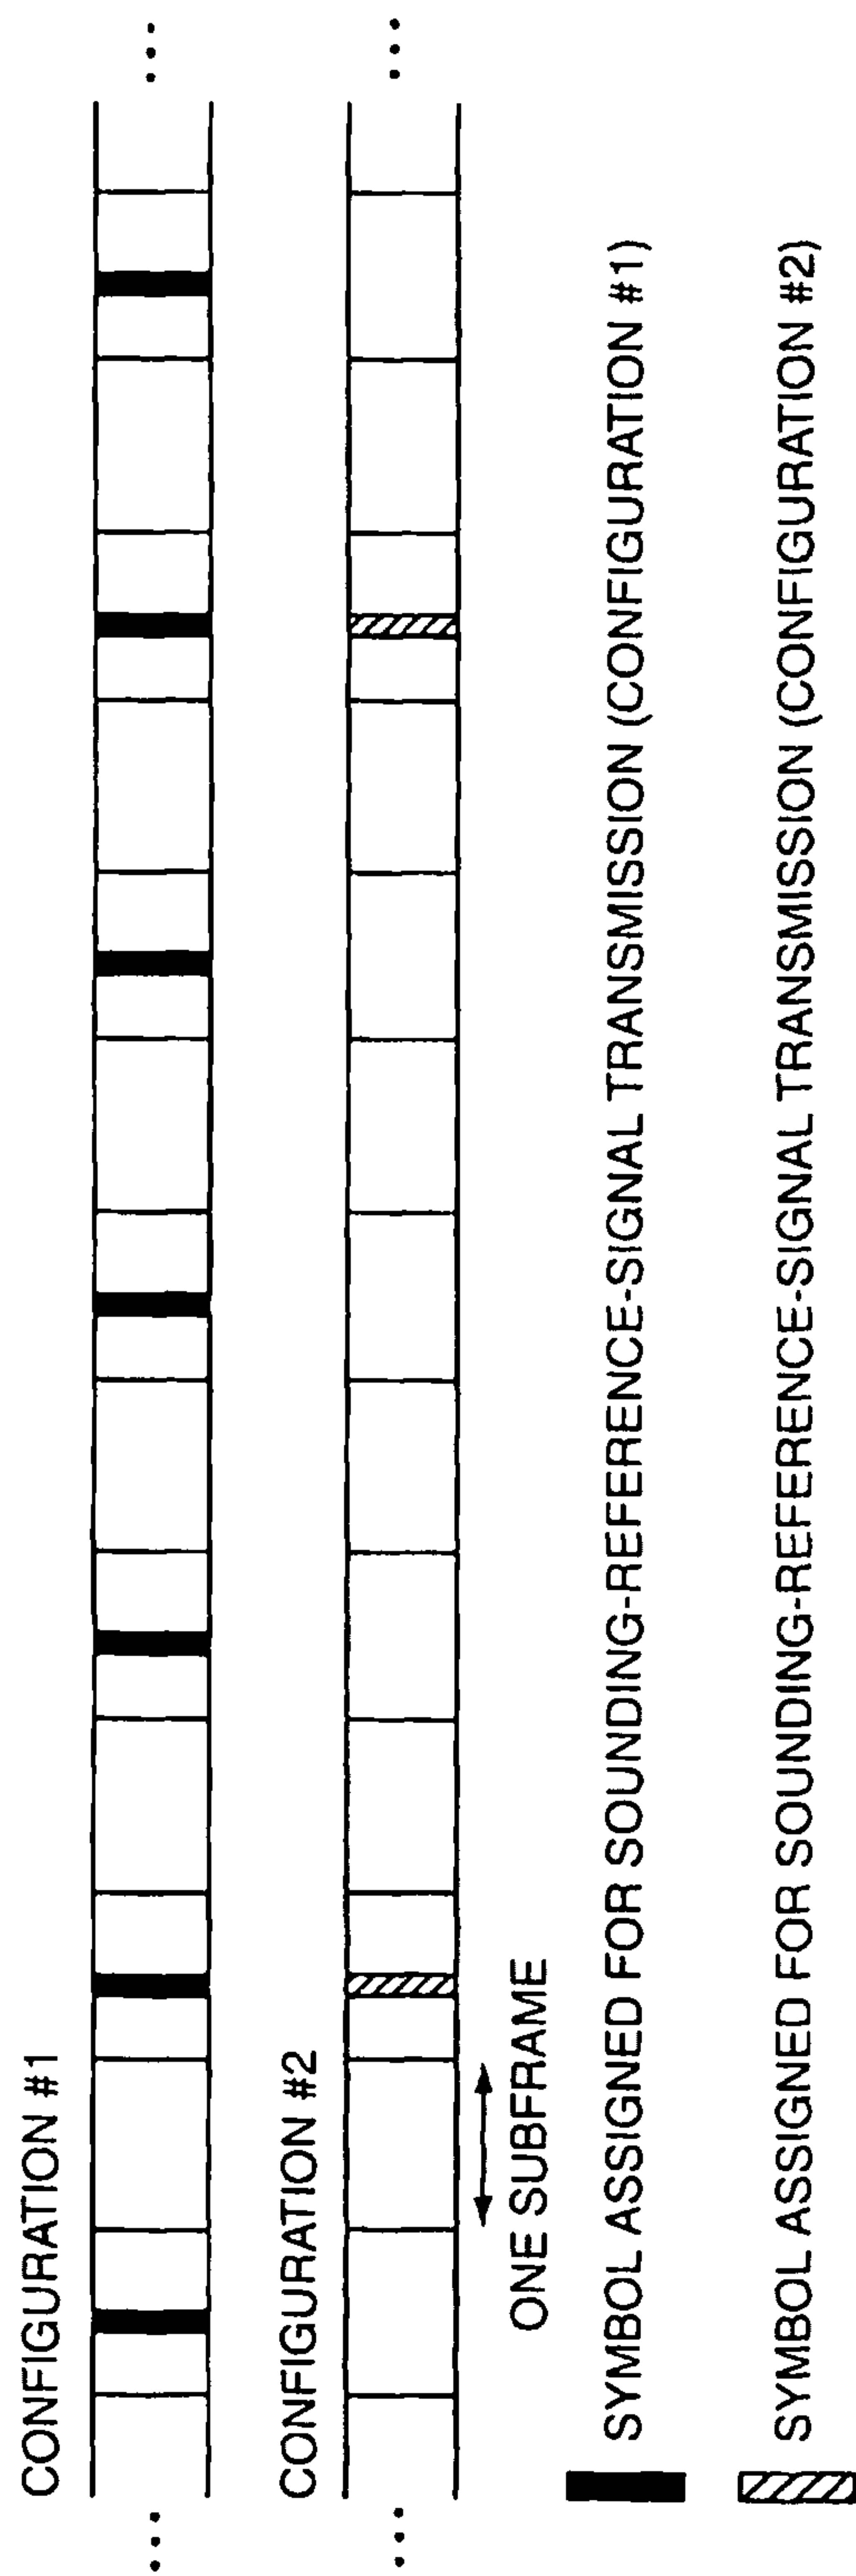 CONFIGURATION #1
CONFIGURATION #2
ONE SUBFRAME
SYMBOL ASSIGNED FOR SOUNDING-REFERENCE-SIGNAL TRANSMISSION (CONFIGURATION #1)
SYMBOL ASSIGNED FOR SOUNDING-REFERENCE-SIGNAL TRANSMISSION (CONFIGURATION #2)